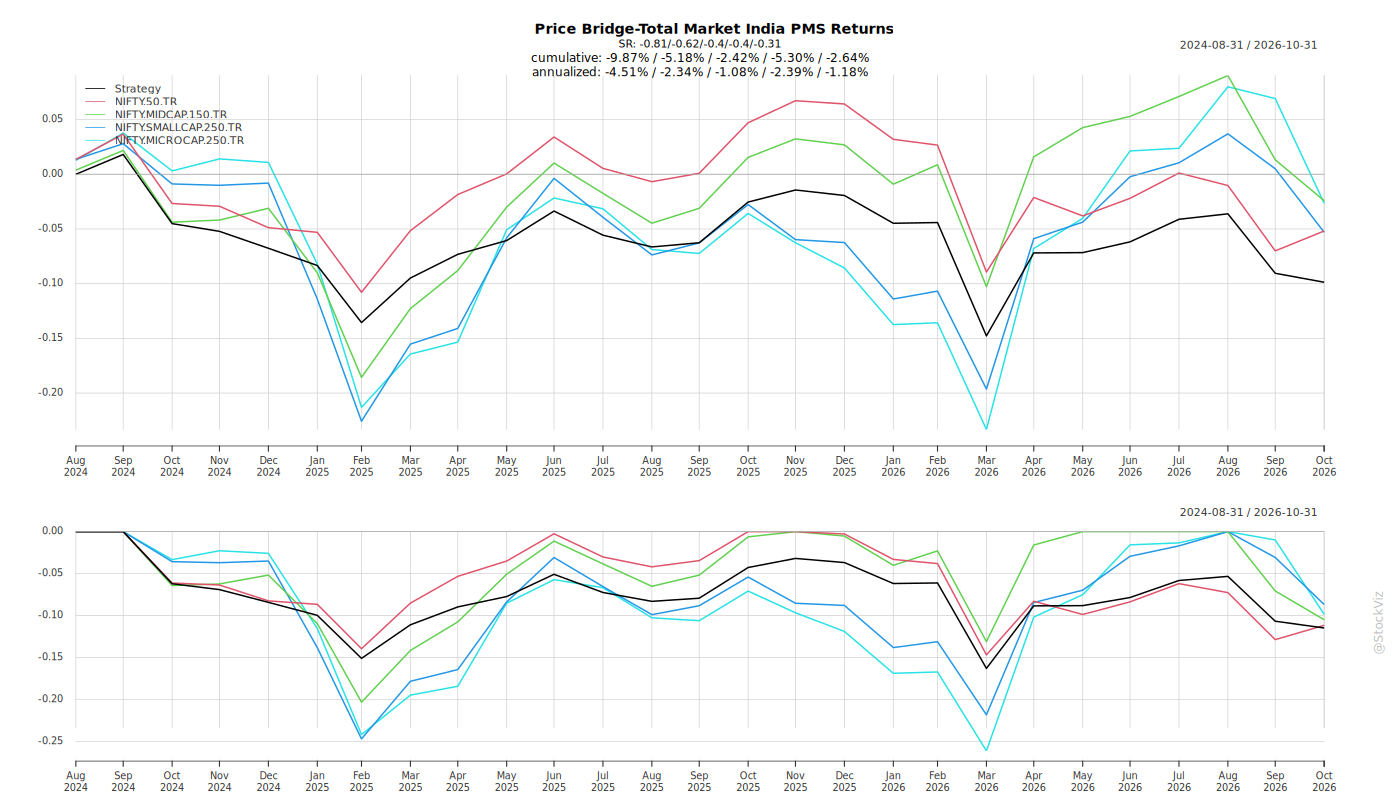 Price Bridge-Total Market India PMS Returns
SR: -0.81/-0.62/-0.4/-0.4/-0.31
cumulative: -9.87% / -5.18% / -2.42% / -5.30% / -2.64%
annualized: -4.51% / -2.34% / -1.08% / -2.39% / -1.18%
2024-08-31 / 2026-10-31
Strategy
NIFTY.50.TR
NIFTY.MIDCAP.150.TR
NIFTY.SMALLCAP.250.TR
NIFTY.MICROCAP.250.TR
0.05
0.00
-0.05
-0.10
-0.15
-0.20
Aug Sep Oct Nov Dec Jan Feb Mar Apr May Jun Jul Aug Sep Oct Nov Dec Jan Feb Mar Apr May Jun Jul Aug Sep Oct
2024 2024 2024 2024 2024 2025 2025 2025 2025 2025 2025 2025 2025 2025 2025 2025 2025 2026 2026 2026 2026 2026 2026 2026 2026 2026 2026
2024-08-31 / 2026-10-31
0.00
-0.05
-0.10
-0.15
-0.20
-0.25
Aug Sep Oct Nov Dec Jan Feb Mar Apr May Jun Jul Aug Sep Oct Nov Dec Jan Feb Mar Apr May Jun Jul Aug Sep Oct
2024 2024 2024 2024 2024 2025 2025 2025 2025 2025 2025 2025 2025 2025 2025 2025 2025 2026 2026 2026 2026 2026 2026 2026 2026 2026 2026
@StockViz